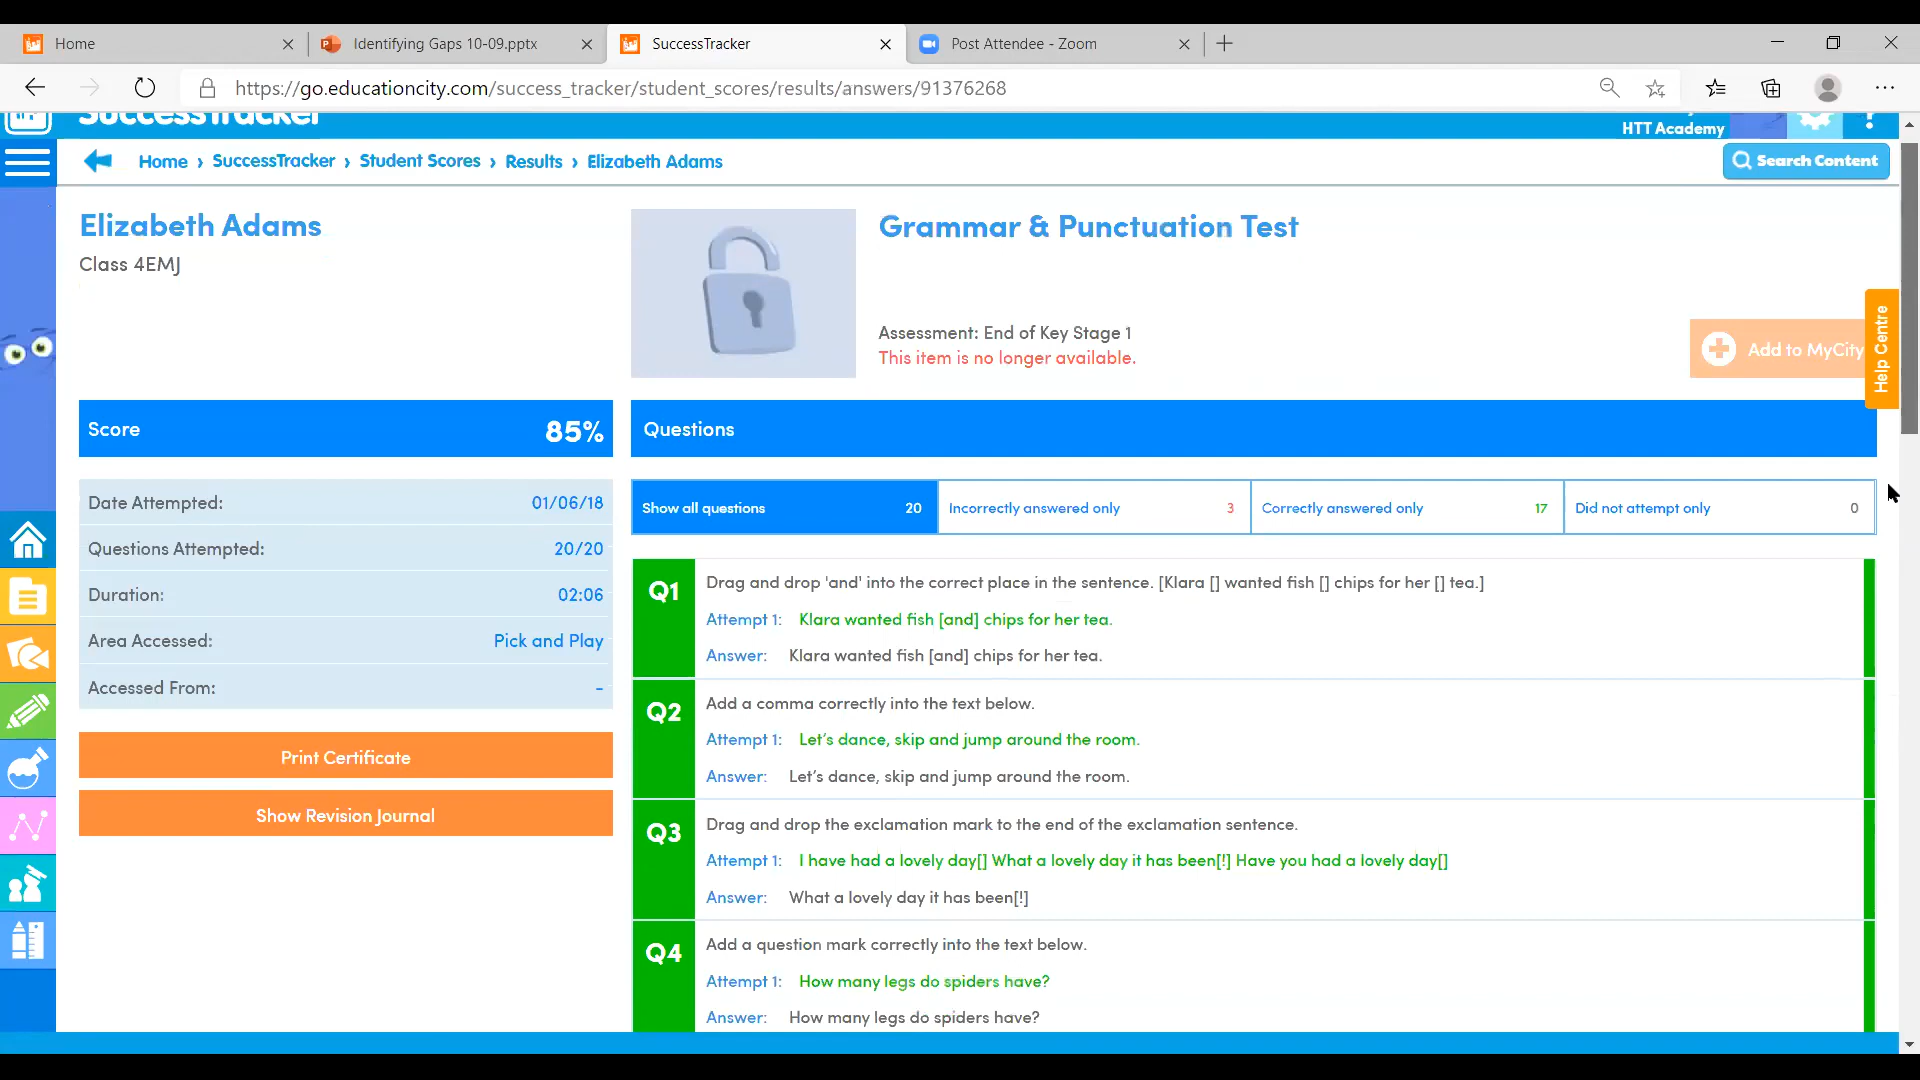 Home
Identifying Gaps 10-09.pptx
SuccessTracker
Post Attendee - Zoom
https://go.educationcity.com/success_tracker/student_scores/results/answers/91376268
SuccessTracker
HTT Academy
Home › SuccessTracker › Student Scores › Results › Elizabeth Adams
Search Content
Elizabeth Adams
Class 4EMJ
Grammar & Punctuation Test
Assessment: End of Key Stage 1
This item is no longer available.
Add to MyCity
Help Centre
Score 85%
Date Attempted: 01/06/18
Questions Attempted: 20/20
Duration: 02:06
Area Accessed: Pick and Play
Accessed From: -
Print Certificate
Show Revision Journal
Questions
Show all questions 20 Incorrectly answered only 3 Correctly answered only 17 Did not attempt only 0
Q1 Drag and drop 'and' into the correct place in the sentence. [Klara [] wanted fish [] chips for her [] tea.]
Attempt 1: Klara wanted fish [and] chips for her tea.
Answer: Klara wanted fish [and] chips for her tea.
Q2 Add a comma correctly into the text below.
Attempt 1: Let's dance, skip and jump around the room.
Answer: Let's dance, skip and jump around the room.
Q3 Drag and drop the exclamation mark to the end of the exclamation sentence.
Attempt 1: I have had a lovely day[] What a lovely day it has been[!] Have you had a lovely day[]
Answer: What a lovely day it has been[!]
Q4 Add a question mark correctly into the text below.
Attempt 1: How many legs do spiders have?
Answer: How many legs do spiders have?